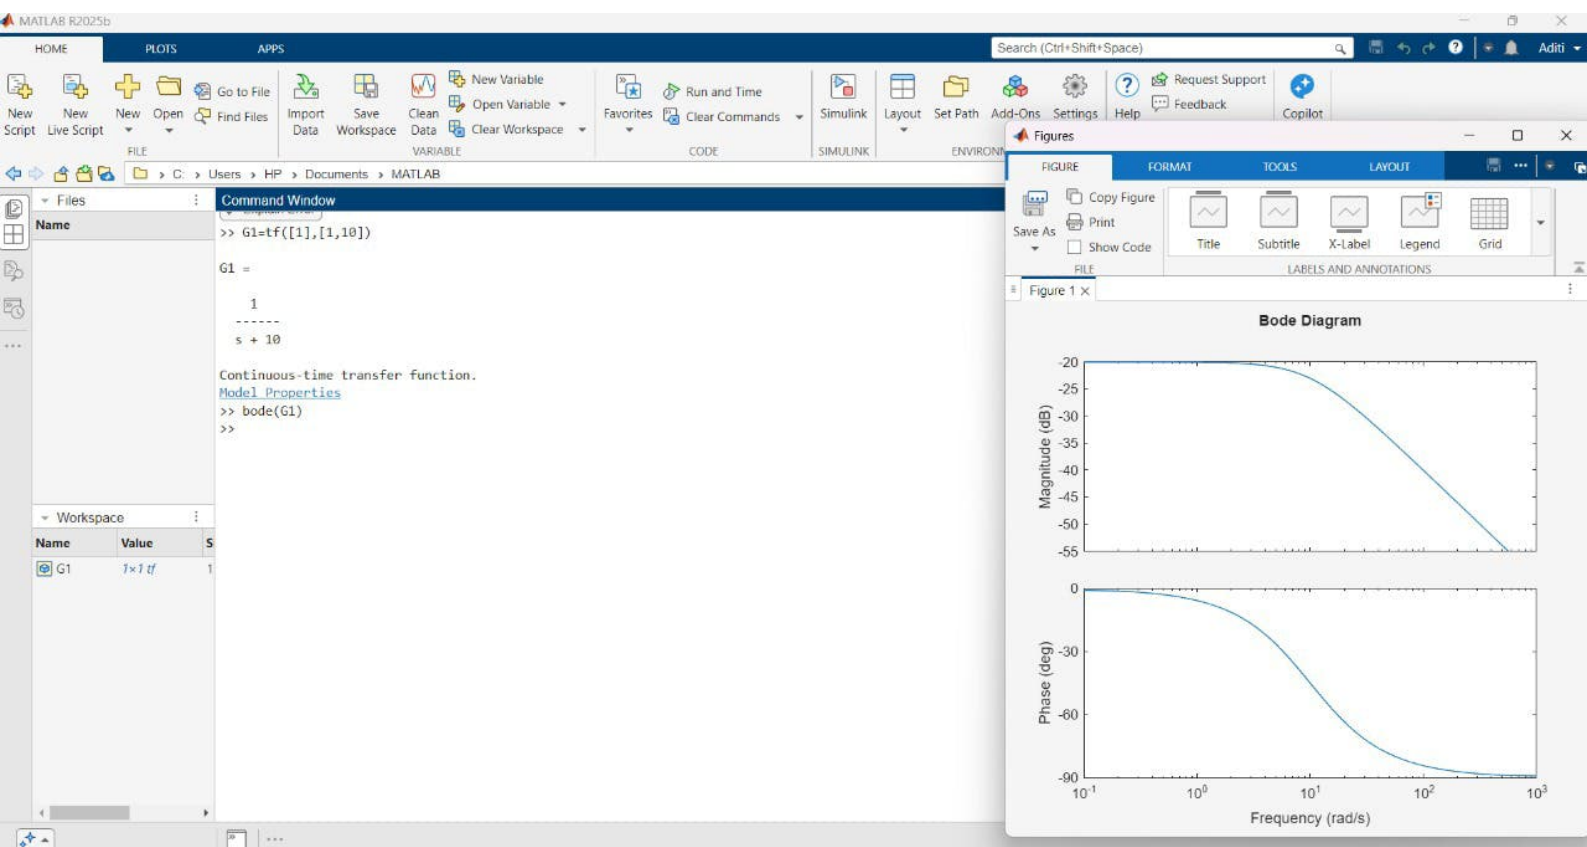 MATLAB R2025b
HOME PLOTS APPS
Search (Ctrl+Shift+Space)
Aditi
New Script
New Live Script
New
Open
Go to File
Find Files
FILE
Import Data
Save Workspace
Clean Data
New Variable
Open Variable
Clear Workspace
VARIABLE
Favorites
Run and Time
Clear Commands
CODE
Simulink
SIMULINK
Layout
Set Path
Add-Ons
Settings
ENVIRON
Help
Request Support
Feedback
Copilot
C: › Users › HP › Documents › MATLAB
Files
Name
Workspace
Name Value S
G1 1×1 tf 1
Command Window
Explain Error
>> G1=tf([1],[1,10])
G1 =
1
------
s + 10
Continuous-time transfer function.
Model Properties
>> bode(G1)
>>
Figures
FIGURE FORMAT TOOLS LAYOUT
Save As
Copy Figure
Print
Show Code
FILE
Title
Subtitle
X-Label
Legend
Grid
LABELS AND ANNOTATIONS
Figure 1
Bode Diagram
Magnitude (dB)
-20
-25
-30
-35
-40
-45
-50
-55
Phase (deg)
0
-30
-60
-90
10⁻¹ 10⁰ 10¹ 10² 10³
Frequency (rad/s)